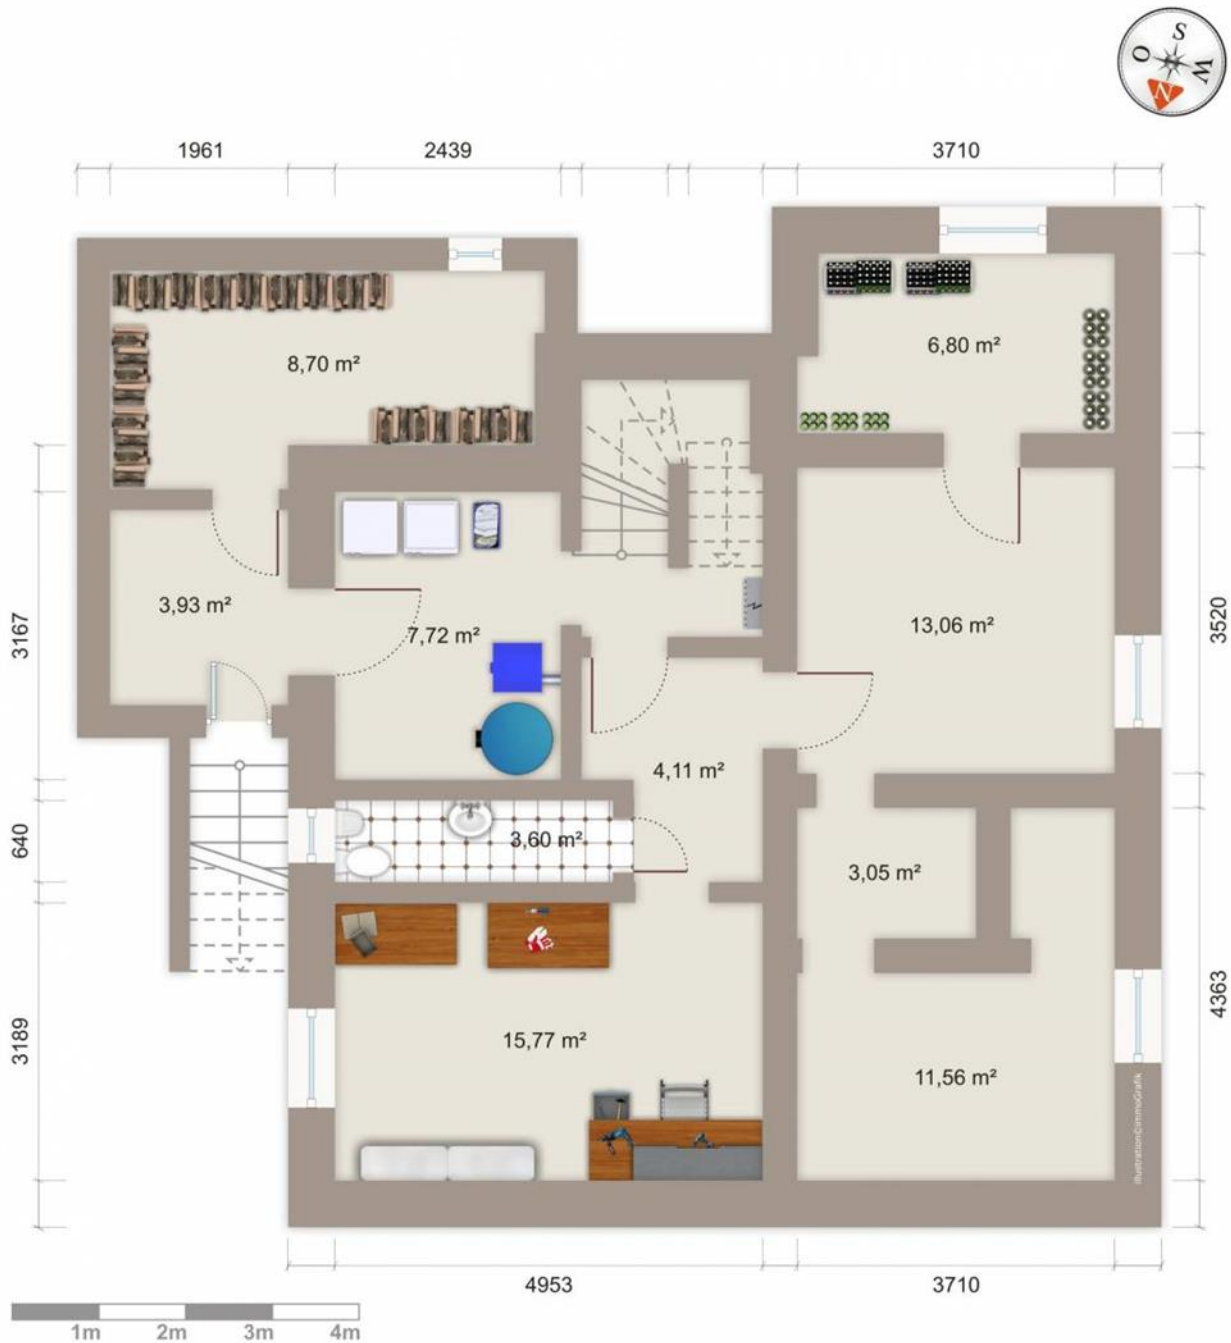 S
O
W
N
1961
2439
3710
8,70 m²
6,80 m²
3,93 m²
7,72 m²
13,06 m²
3167
3520
4,11 m²
640
3,60 m²
3,05 m²
3189
15,77 m²
11,56 m²
4363
Illustration©immoGrafik
4953
3710
1m
2m
3m
4m